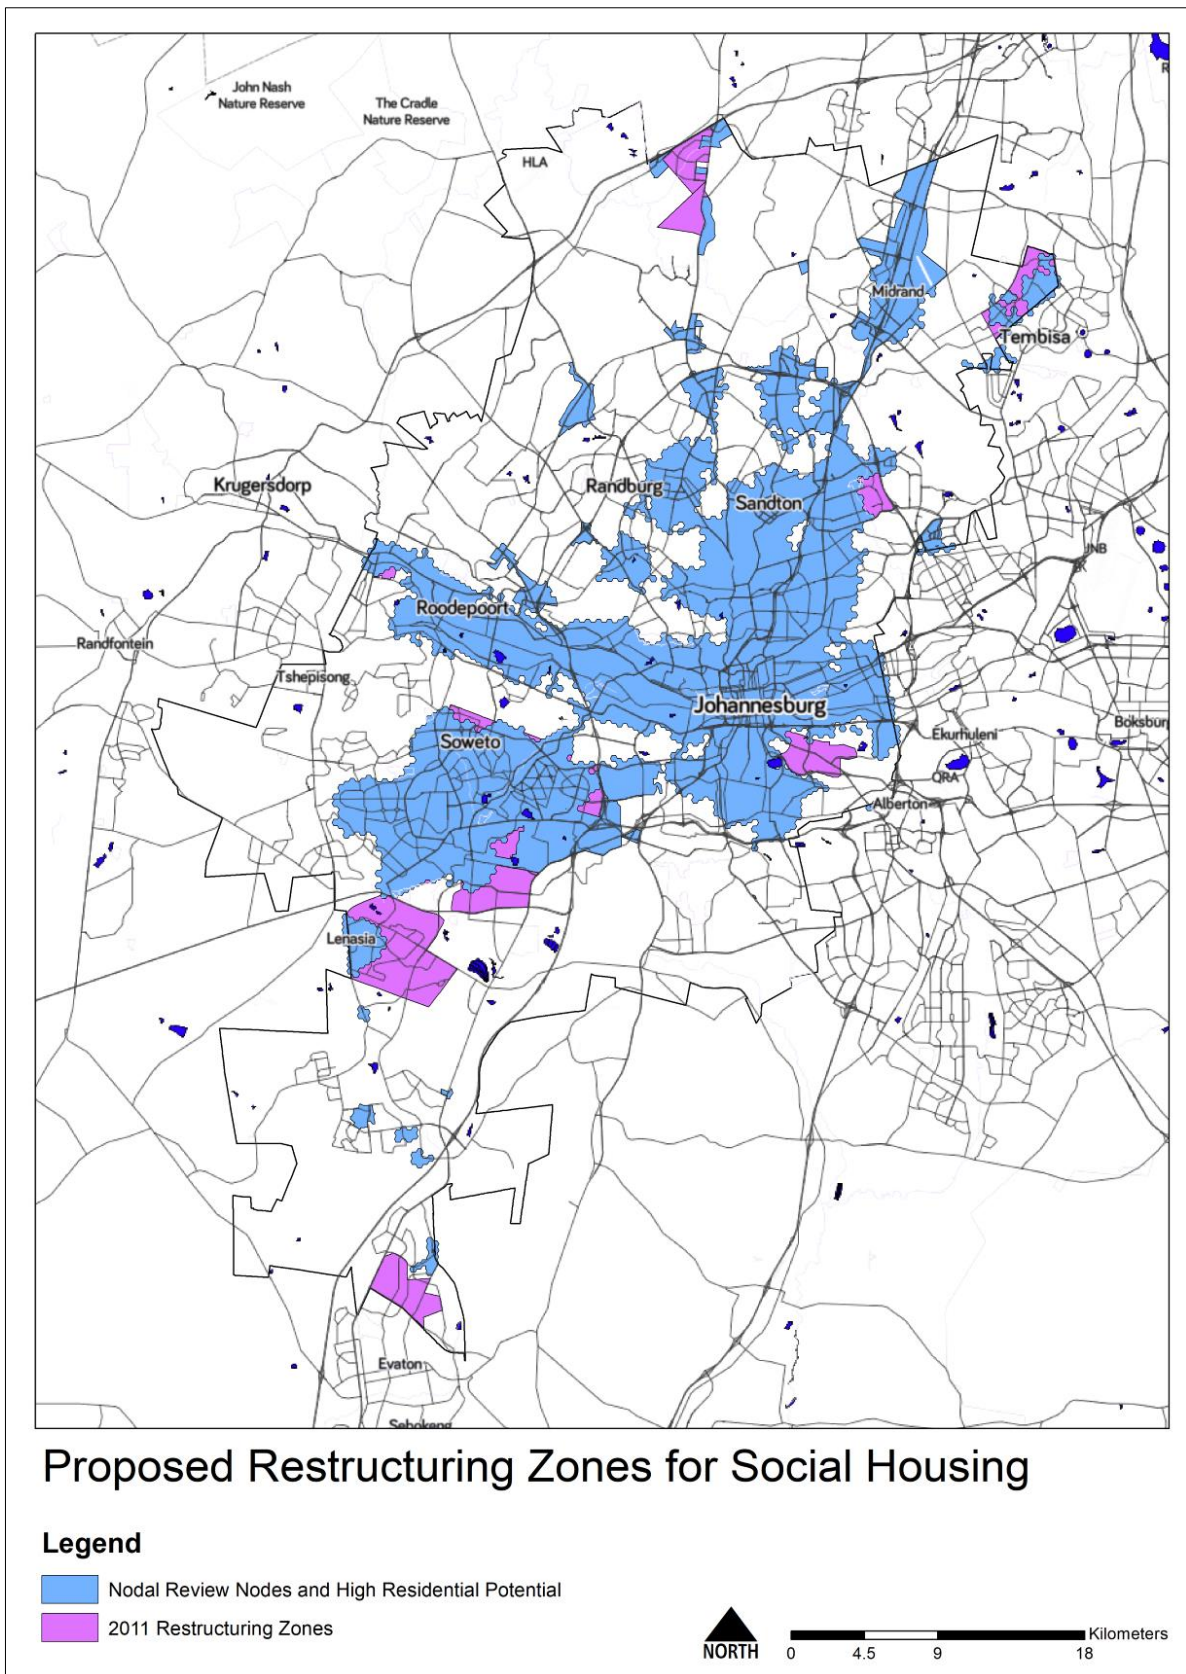 John Nash
Nature Reserve
The Cradle
Nature Reserve
HLA
Midrand
Tembisa
Krugersdorp
Randburg
Sandton
JNB
Roodepoort
Randfontein
Tshepisong
Johannesburg
Soweto
Ekurhuleni
Boksbur
QRA
Alberton
Lenasia
Evaton
Sebokeng
Proposed Restructuring Zones for Social Housing
Legend
Nodal Review Nodes and High Residential Potential
2011 Restructuring Zones
NORTH
Kilometers
0 4.5 9 18